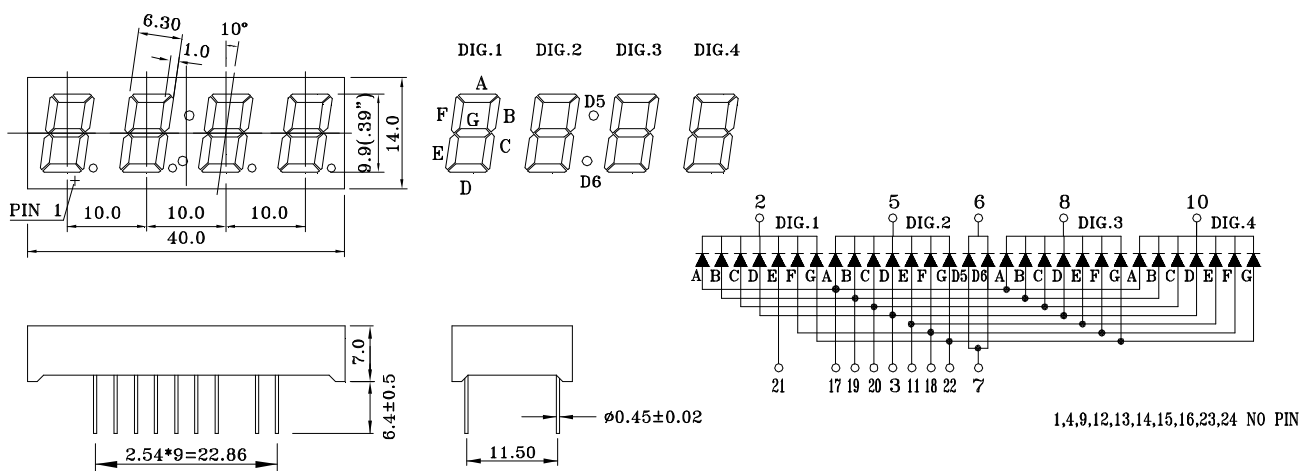 6.30
10°
1.0
9.9(.39")
14.0
PIN 1
10.0 10.0 10.0
40.0
DIG.1 DIG.2 DIG.3 DIG.4
A
F B
G
E C
D
D5
D6
2 5 6 8 10
DIG.1 DIG.2 DIG.3 DIG.4
A B C D E F G A B C D E F G D5 D6 A B C D E F G A B C D E F G
21 17 19 20 3 11 18 22 7
1,4,9,12,13,14,15,16,23,24 NO PIN
7.0
6.4±0.5
2.54*9=22.86
11.50
ø0.45±0.02